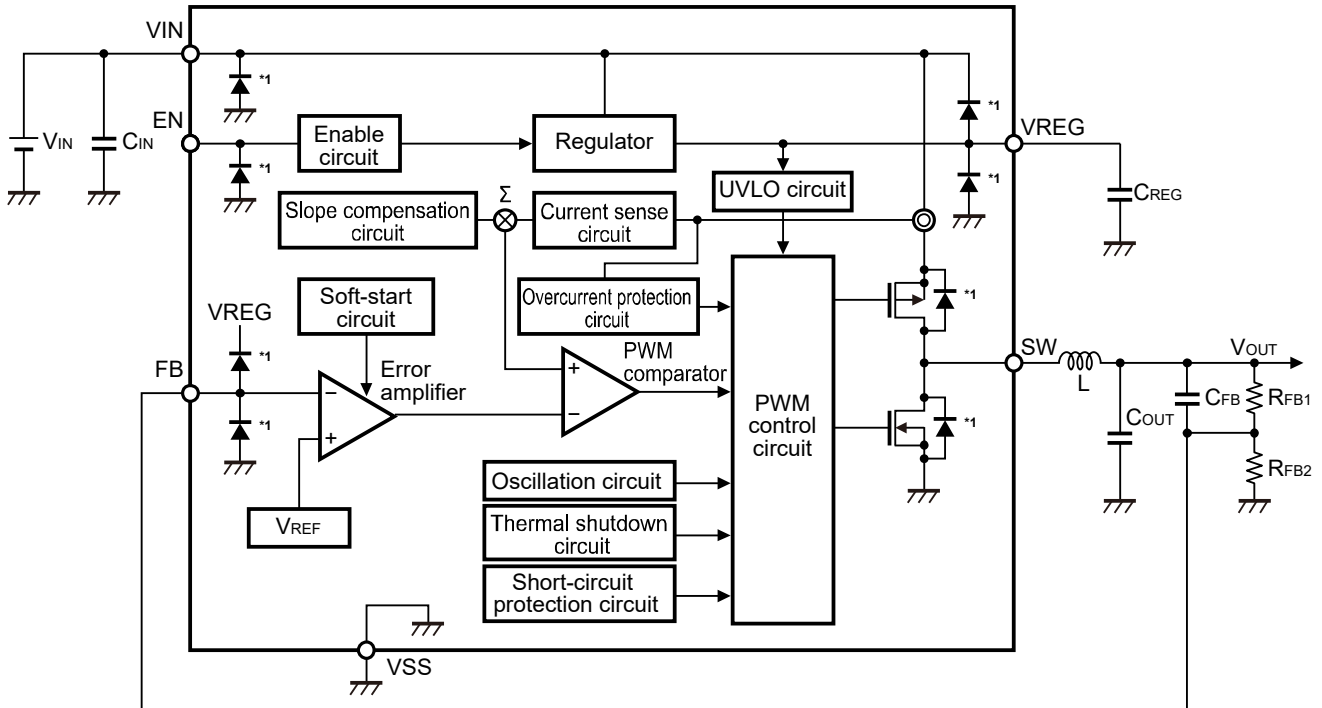 VIN
*1
*1
EN
Enable
circuit
Regulator
VREG
VIN
CIN
*1
*1
UVLO circuit
CREG
Σ
Slope compensation
circuit
Current sense
circuit
Soft-start
circuit
Overcurrent protection
circuit
*1
VREG
*1
FB
Error
amplifier
PWM
comparator
SW
VOUT
L
−
+
+
−
*1
PWM
control
circuit
*1
COUT
CFB
RFB1
RFB2
VREF
Oscillation circuit
Thermal shutdown
circuit
Short-circuit
protection circuit
VSS